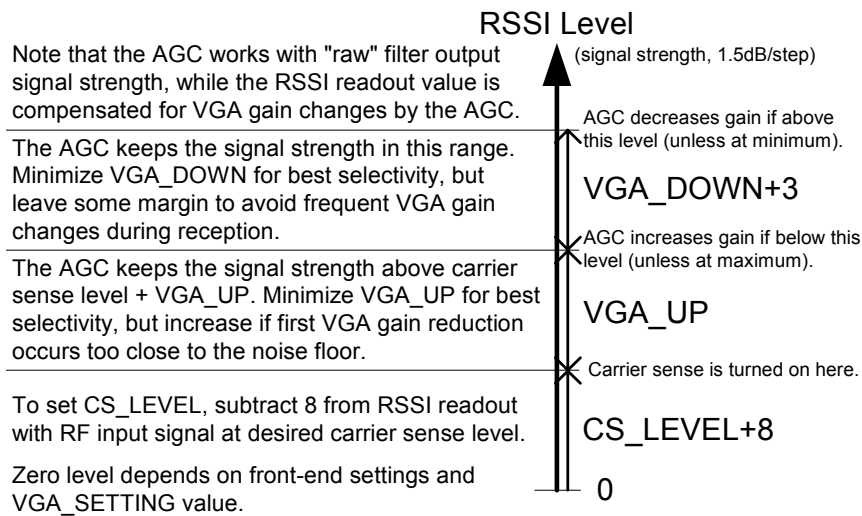 RSSI Level
(signal strength, 1.5dB/step)
Note that the AGC works with "raw" filter output
signal strength, while the RSSI readout value is
compensated for VGA gain changes by the AGC.
AGC decreases gain if above
this level (unless at minimum).
The AGC keeps the signal strength in this range.
Minimize VGA_DOWN for best selectivity, but
leave some margin to avoid frequent VGA gain
changes during reception.
VGA_DOWN+3
AGC increases gain if below this
level (unless at maximum).
The AGC keeps the signal strength above carrier
sense level + VGA_UP. Minimize VGA_UP for best
selectivity, but increase if first VGA gain reduction
occurs too close to the noise floor.
VGA_UP
Carrier sense is turned on here.
To set CS_LEVEL, subtract 8 from RSSI readout
with RF input signal at desired carrier sense level.
CS_LEVEL+8
Zero level depends on front-end settings and
VGA_SETTING value.
0